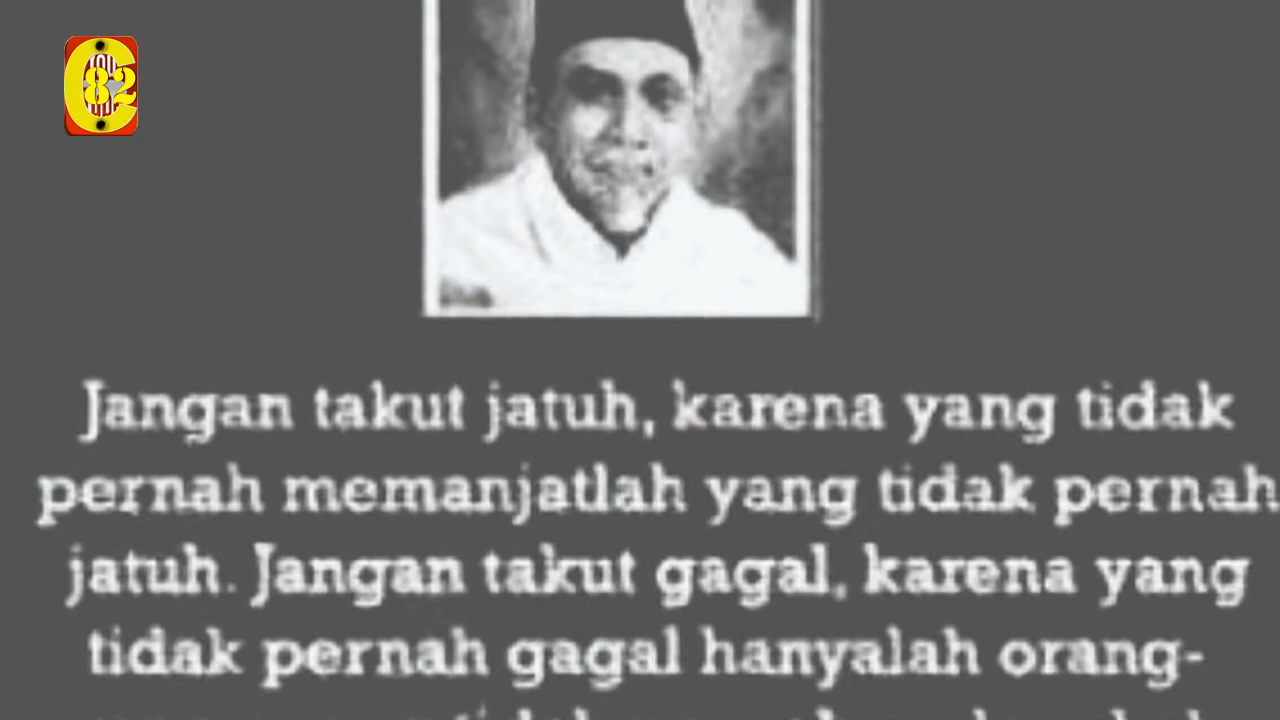 C
82
Jangan takut jatuh, karena yang tidak
pernah memanjatlah yang tidak pernah
jatuh. Jangan takut gagal, karena yang
tidak pernah gagal hanyalah orang-